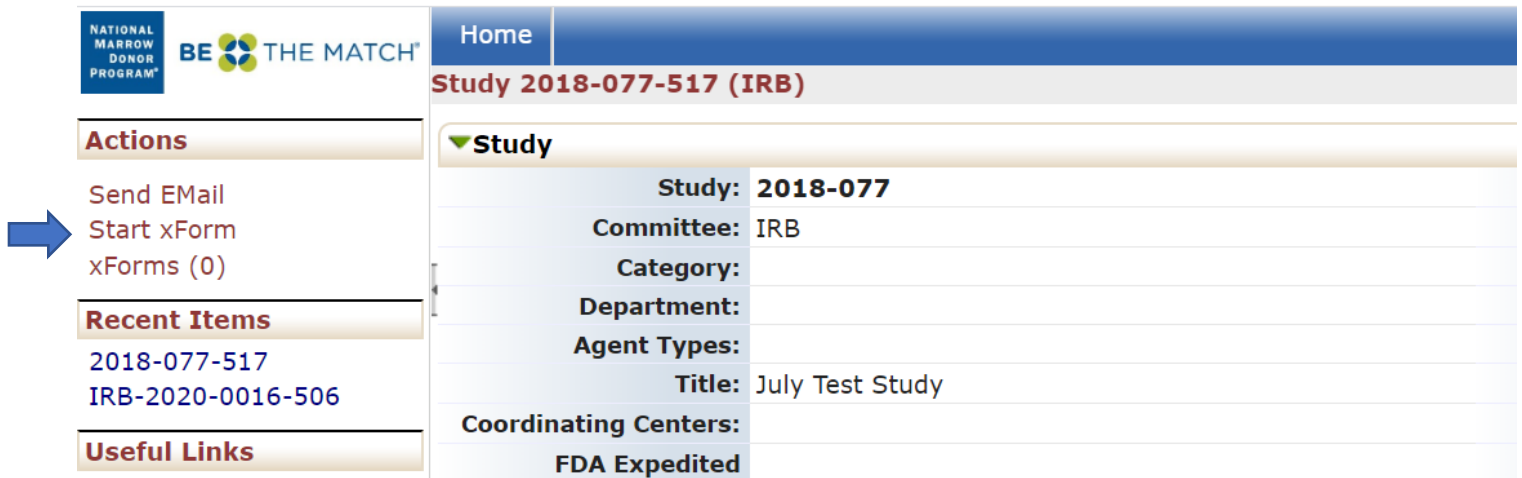 NATIONAL
MARROW
DONOR
PROGRAM®
BE THE MATCH®
Home
Study 2018-077-517 (IRB)
Actions
Send EMail
Start xForm
xForms (0)
Recent Items
2018-077-517
IRB-2020-0016-506
Useful Links
Study
Study: 2018-077
Committee: IRB
Category:
Department:
Agent Types:
Title: July Test Study
Coordinating Centers:
FDA Expedited